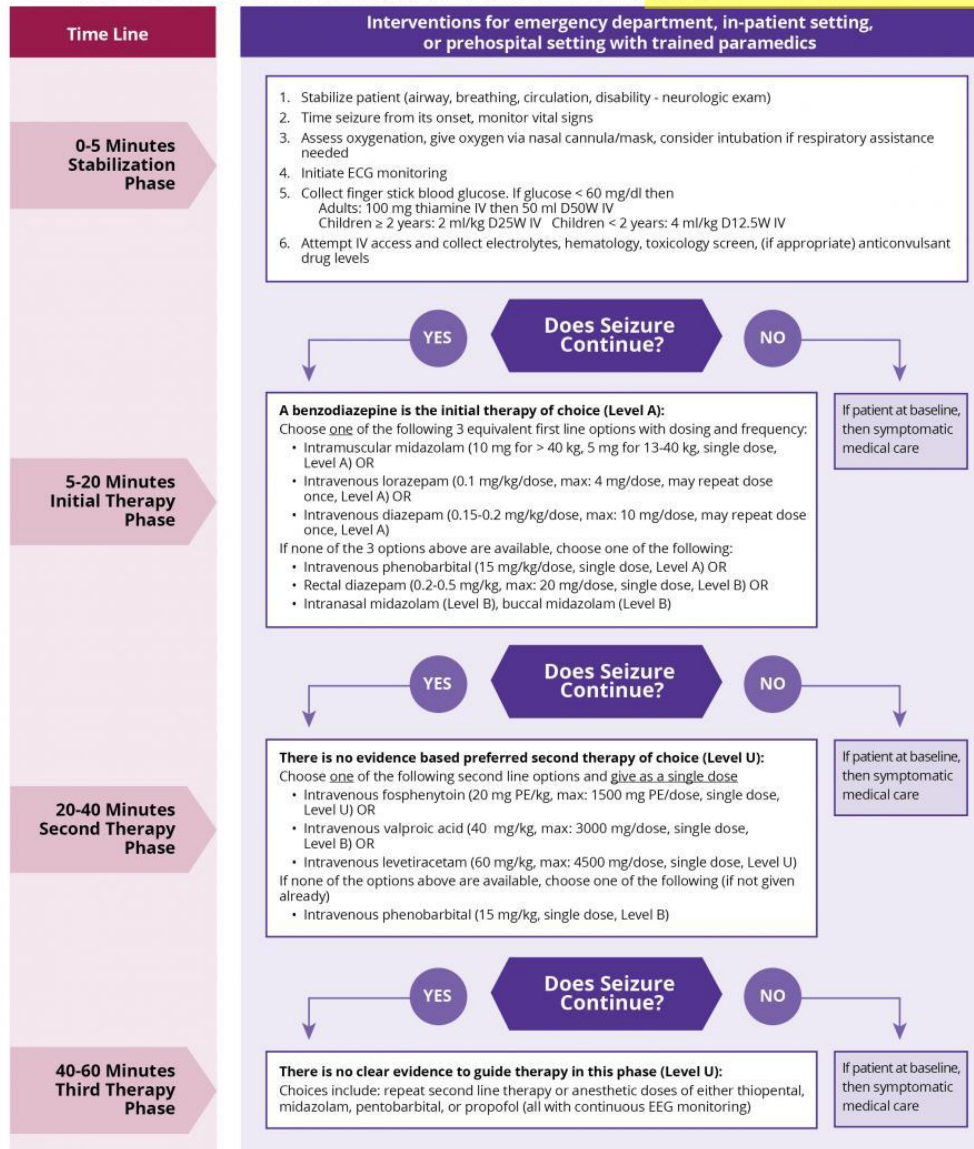 Time Line
Interventions for emergency department, in-patient setting,
or prehospital setting with trained paramedics
0-5 Minutes
Stabilization
Phase
1. Stabilize patient (airway, breathing, circulation, disability - neurologic exam)
2. Time seizure from its onset, monitor vital signs
3. Assess oxygenation, give oxygen via nasal cannula/mask, consider intubation if respiratory assistance
needed
4. Initiate ECG monitoring
5. Collect finger stick blood glucose. If glucose < 60 mg/dl then
Adults: 100 mg thiamine IV then 50 ml D50W IV
Children ≥ 2 years: 2 ml/kg D25W IV Children < 2 years: 4 ml/kg D12.5W IV
6. Attempt IV access and collect electrolytes, hematology, toxicology screen, (if appropriate) anticonvulsant
drug levels
YES
Does Seizure
Continue?
NO
5-20 Minutes
Initial Therapy
Phase
A benzodiazepine is the initial therapy of choice (Level A):
Choose one of the following 3 equivalent first line options with dosing and frequency:
• Intramuscular midazolam (10 mg for > 40 kg, 5 mg for 13-40 kg, single dose,
Level A) OR
• Intravenous lorazepam (0.1 mg/kg/dose, max: 4 mg/dose, may repeat dose
once, Level A) OR
• Intravenous diazepam (0.15-0.2 mg/kg/dose, max: 10 mg/dose, may repeat dose
once, Level A)
If none of the 3 options above are available, choose one of the following:
• Intravenous phenobarbital (15 mg/kg/dose, single dose, Level A) OR
• Rectal diazepam (0.2-0.5 mg/kg, max: 20 mg/dose, single dose, Level B) OR
• Intranasal midazolam (Level B), buccal midazolam (Level B)
If patient at baseline,
then symptomatic
medical care
YES
Does Seizure
Continue?
NO
20-40 Minutes
Second Therapy
Phase
There is no evidence based preferred second therapy of choice (Level U):
Choose one of the following second line options and give as a single dose
• Intravenous fosphenytoin (20 mg PE/kg, max: 1500 mg PE/dose, single dose,
Level U) OR
• Intravenous valproic acid (40 mg/kg, max: 3000 mg/dose, single dose,
Level B) OR
• Intravenous levetiracetam (60 mg/kg, max: 4500 mg/dose, single dose, Level U)
If none of the options above are available, choose one of the following (if not given
already)
• Intravenous phenobarbital (15 mg/kg, single dose, Level B)
If patient at baseline,
then symptomatic
medical care
YES
Does Seizure
Continue?
NO
40-60 Minutes
Third Therapy
Phase
There is no clear evidence to guide therapy in this phase (Level U):
Choices include: repeat second line therapy or anesthetic doses of either thiopental,
midazolam, pentobarbital, or propofol (all with continuous EEG monitoring)
If patient at baseline,
then symptomatic
medical care